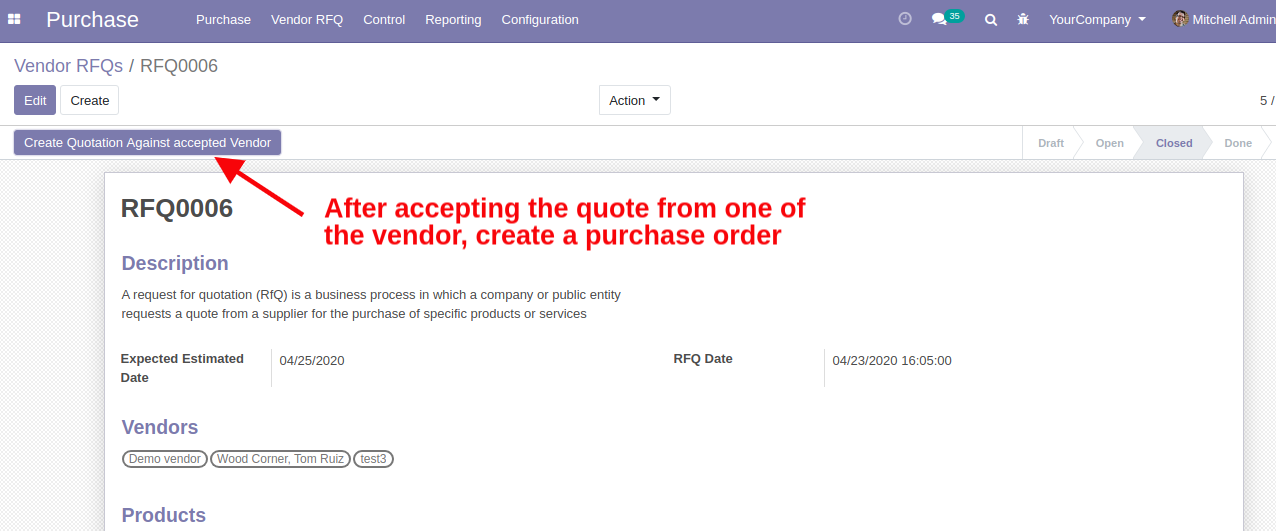 Purchase Purchase Vendor RFQ Control Reporting Configuration 35 YourCompany Mitchell Admin
Vendor RFQs / RFQ0006
Edit Create Action 5 /
Create Quotation Against accepted Vendor Draft Open Closed Done
RFQ0006
After accepting the quote from one of
the vendor, create a purchase order
Description
A request for quotation (RfQ) is a business process in which a company or public entity
requests a quote from a supplier for the purchase of specific products or services
Expected Estimated 04/25/2020 RFQ Date 04/23/2020 16:05:00
Date
Vendors
Demo vendor Wood Corner, Tom Ruiz test3
Products